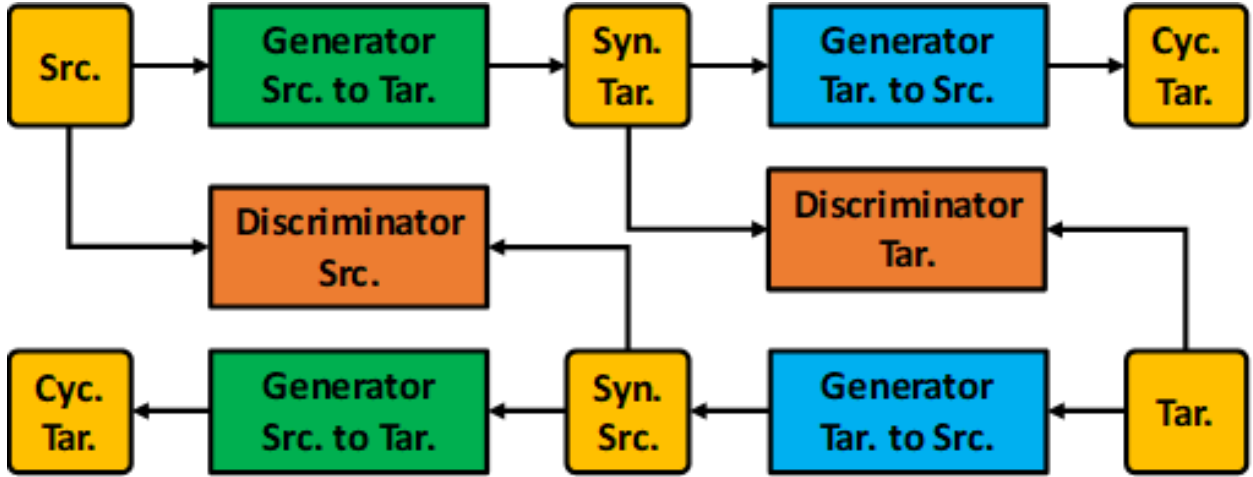 Src.
Generator
Src. to Tar.
Syn.
Tar.
Generator
Tar. to Src.
Cyc.
Tar.
Discriminator
Src.
Discriminator
Tar.
Cyc.
Tar.
Generator
Src. to Tar.
Syn.
Src.
Generator
Tar. to Src.
Tar.